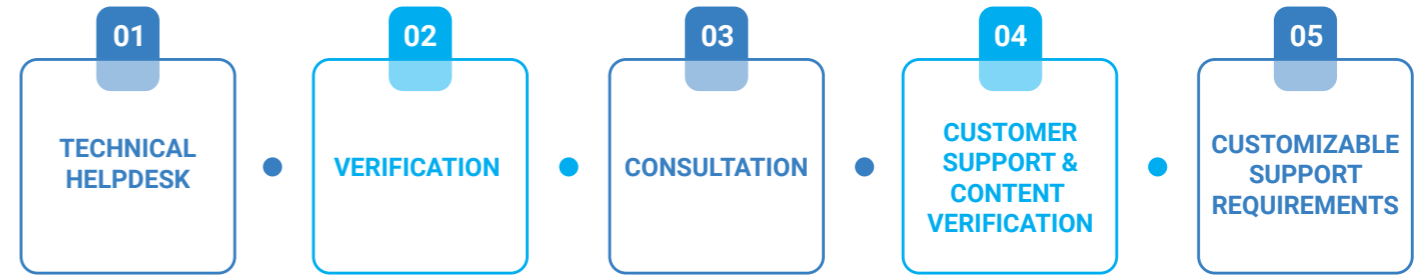 01
TECHNICAL
HELPDESK
02
VERIFICATION
03
CONSULTATION
04
CUSTOMER
SUPPORT &
CONTENT
VERIFICATION
05
CUSTOMIZABLE
SUPPORT
REQUIREMENTS